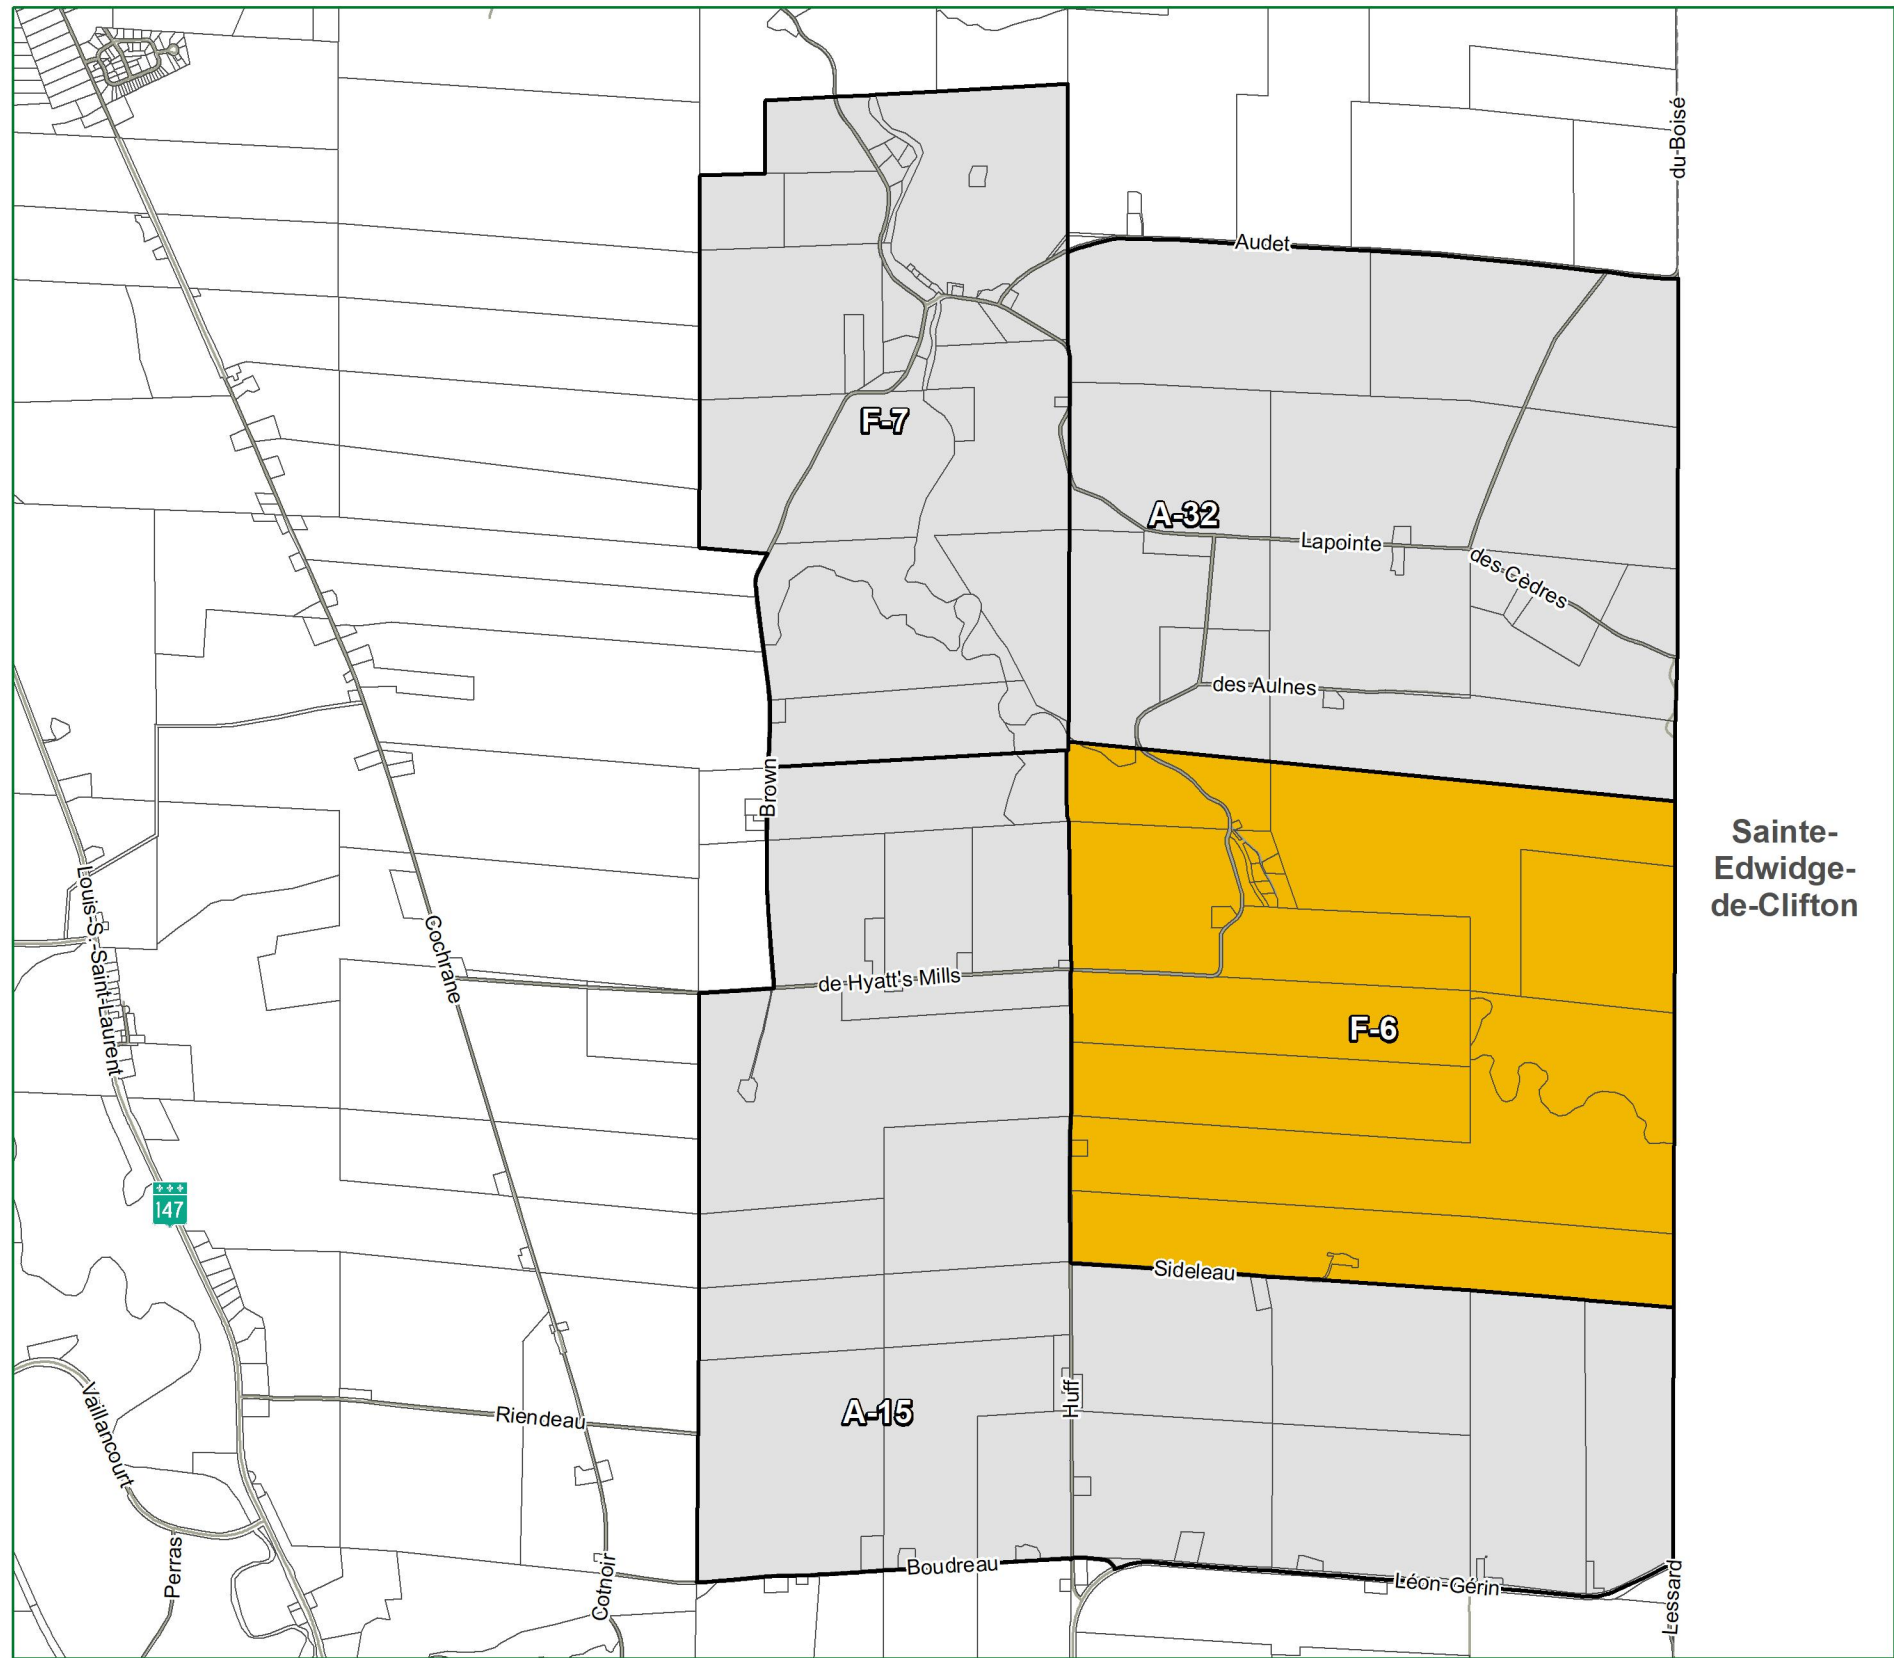 du Boisé
Audet
F-7
A-32
Lapointe
des Cèdres
des Aulnes
Brown
Sainte-
Edwidge-
de-Clifton
Louis-S.-Saint-Laurent
Cochrane
de Hyatt's Mills
F-6
147
Sideleau
Vaillancourt
Riendeau
A-15
Huff
Perras
Cotnoir
Boudreau
Léon-Gérin
Lessard